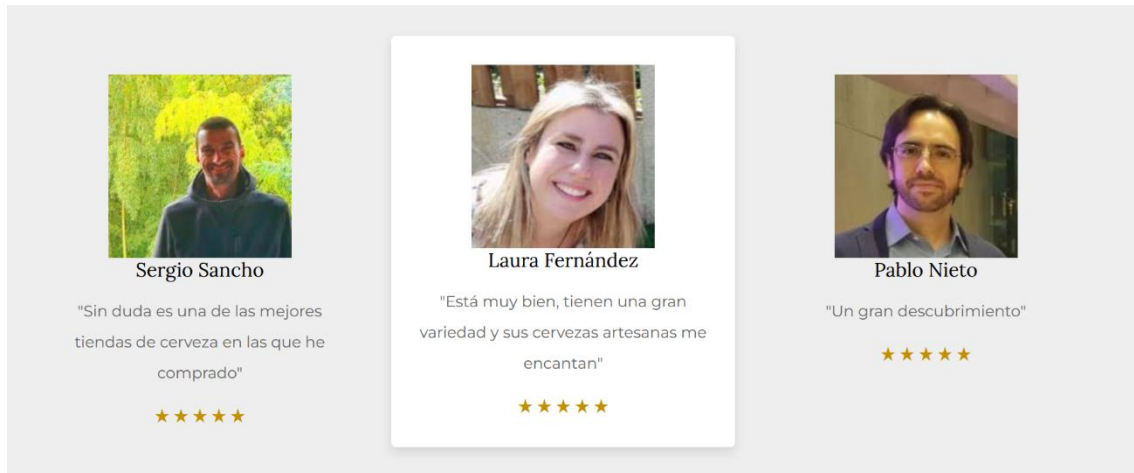 Sergio Sancho
"Sin duda es una de las mejores
tiendas de cerveza en las que he
comprado"
★★★★★
Laura Fernández
"Está muy bien, tienen una gran
variedad y sus cervezas artesanas me
encantan"
★★★★★
Pablo Nieto
"Un gran descubrimiento"
★★★★★